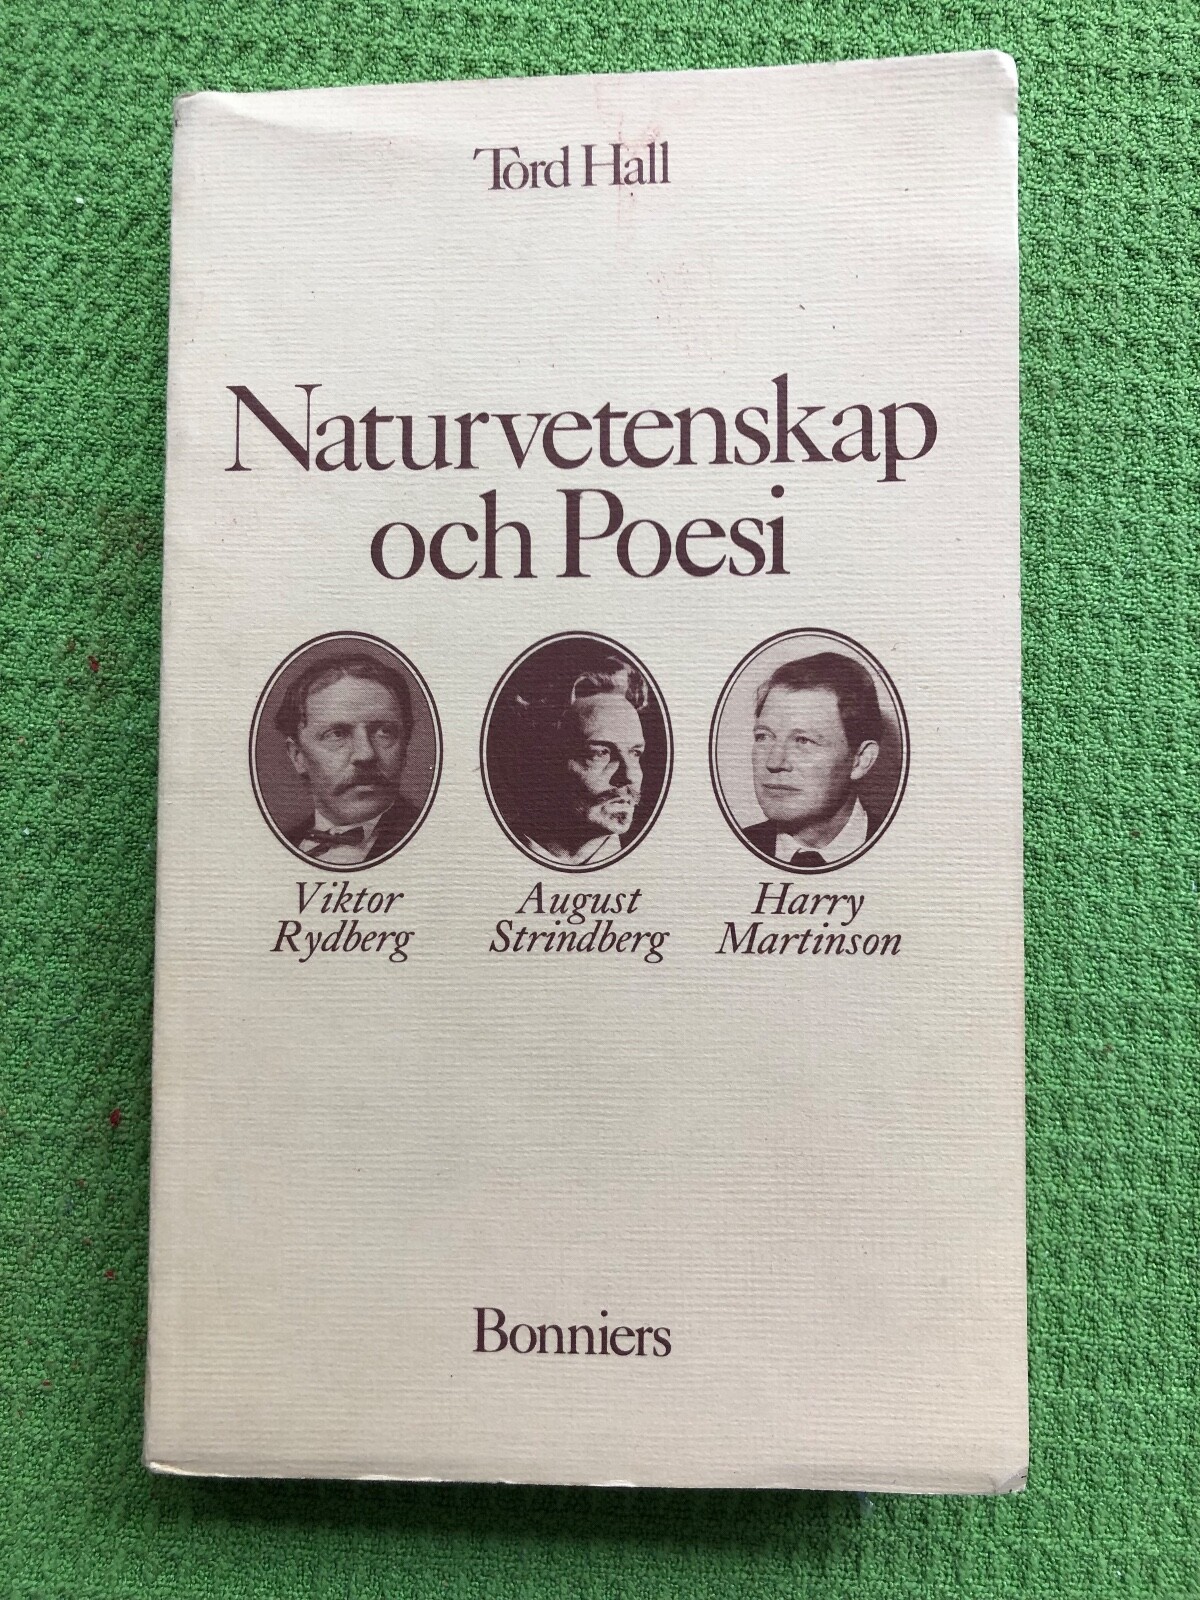 Tord Hall
Naturvetenskap
och Poesi
Viktor
Rydberg
August
Strindberg
Harry
Martinson
Bonniers